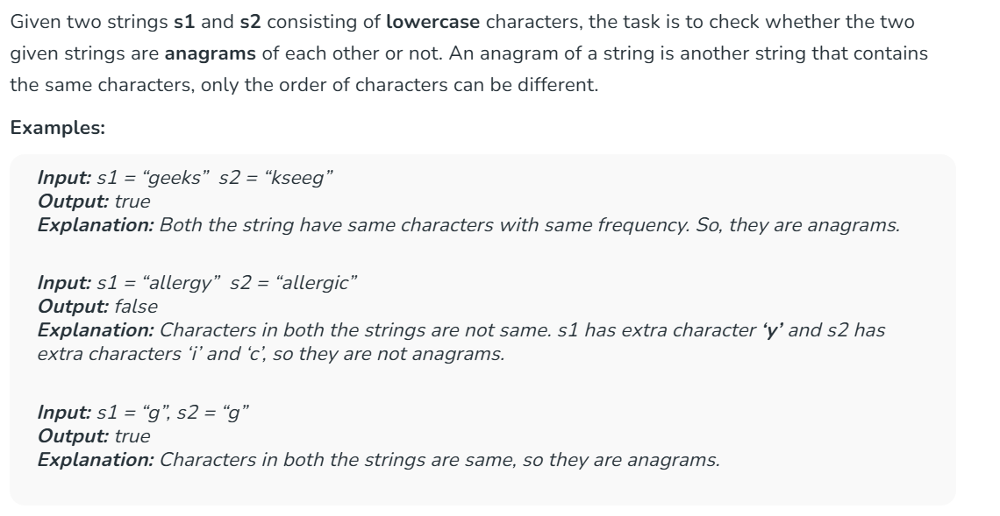 Given two strings s1 and s2 consisting of lowercase characters, the task is to check whether the two
given strings are anagrams of each other or not. An anagram of a string is another string that contains
the same characters, only the order of characters can be different.
Examples:
Input: s1 = “geeks”  s2 = “kseeg”
Output: true
Explanation: Both the string have same characters with same frequency. So, they are anagrams.
Input: s1 = “allergy”  s2 = “allergic”
Output: false
Explanation: Characters in both the strings are not same. s1 has extra character ‘y’ and s2 has
extra characters ‘i’ and ‘c’, so they are not anagrams.
Input: s1 = “g”, s2 = “g”
Output: true
Explanation: Characters in both the strings are same, so they are anagrams.